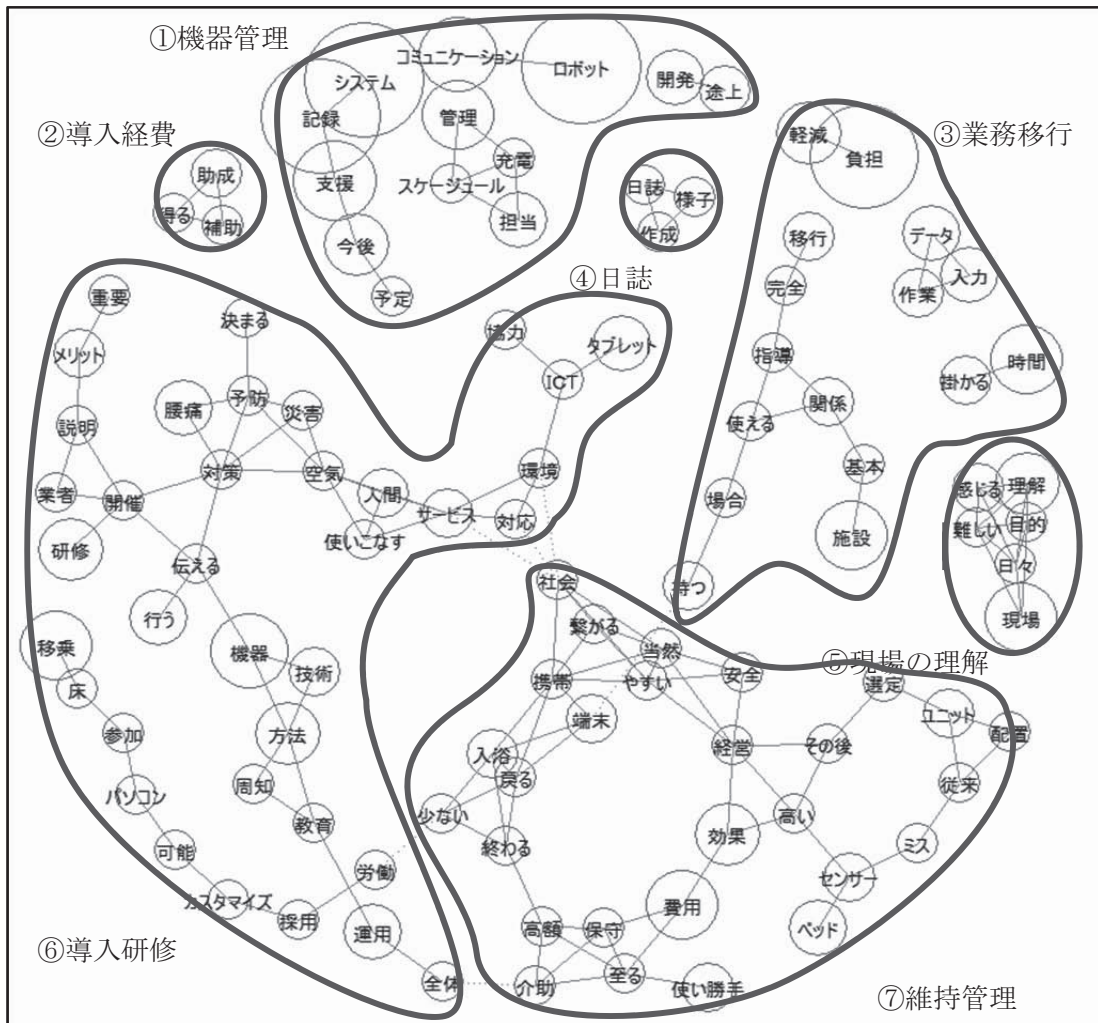 ①機器管理
コミュニケーション
ロボット
システム
開発
途上
記録
管理
充電
支援
スケジュール
担当
今後
予定
②導入経費
助成
得る
補助
日誌
様子
作成
④日誌
③業務移行
軽減
負担
移行
データ
完全
作業
入力
指導
時間
掛かる
使える
関係
基本
場合
施設
持つ
感じる
理解
難しい
目的
日々
現場
⑤現場の理解
重要
決まる
メリット
協力
タブレット
ICT
腰痛
予防
災害
説明
業者
開催
対策
空気
人間
環境
サービス
対応
使いこなす
研修
伝える
行う
移乗
床
機器
技術
参加
方法
パソコン
周知
教育
可能
労働
カスタマイズ
採用
運用
全体
⑥導入研修
社会
繋がる
当然
携帯
やすい
安全
選定
ユニット
配置
端末
経営
その後
入浴
戻る
従来
少ない
高い
効果
終わる
ミス
センサー
費用
ベッド
高額
保守
至る
介助
使い勝手
⑦維持管理